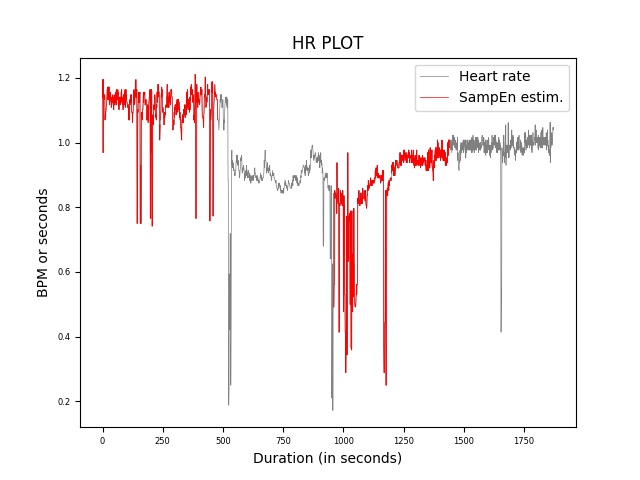 HR PLOT
Heart rate
SampEn estim.
1.2
1.0
0.8
0.6
0.4
0.2
BPM or seconds
0
250
500
750
1000
1250
1500
1750
Duration (in seconds)